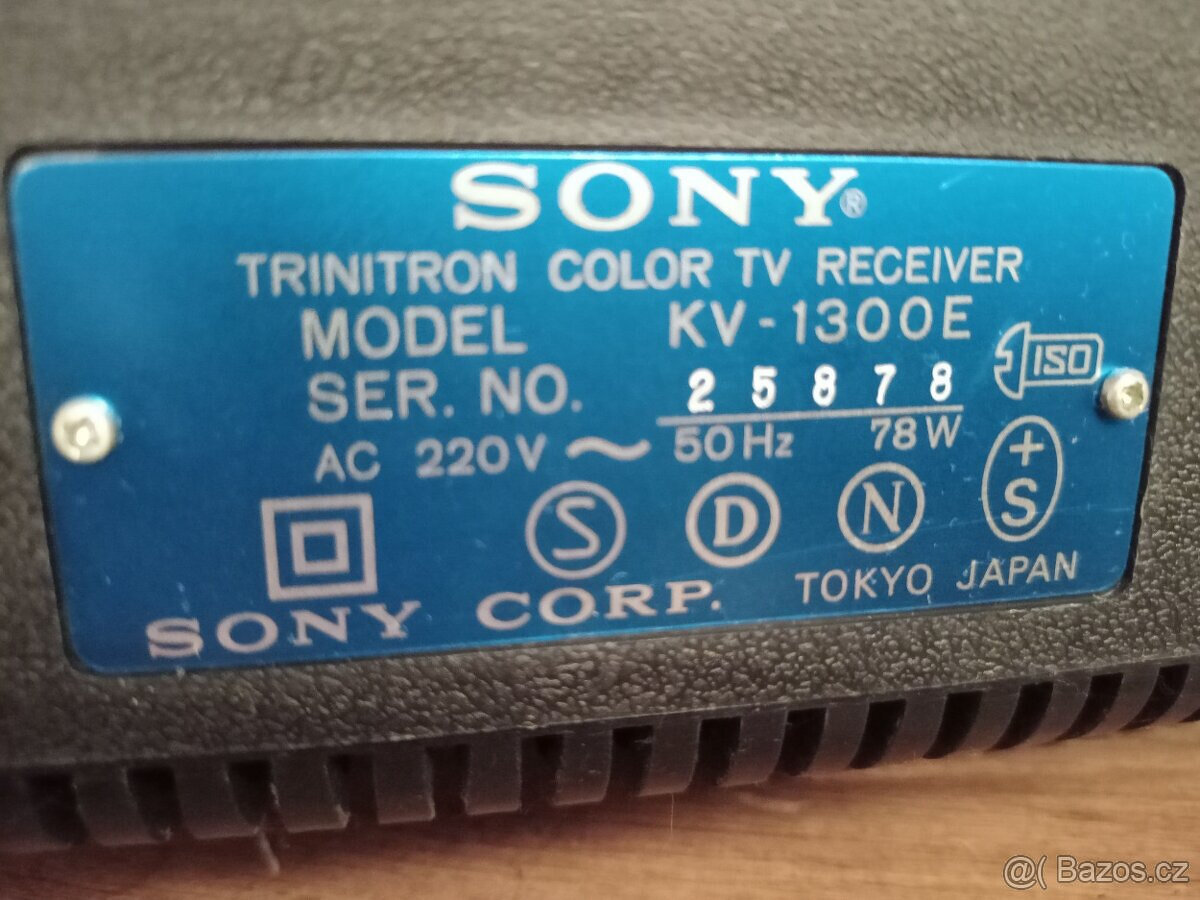 SONY®
TRINITRON COLOR TV RECEIVER
MODEL KV-1300E
SER. NO. 25878
ISO
AC 220V ~ 50Hz 78W
S D N +S
SONY CORP. TOKYO JAPAN
@( Bazos.cz